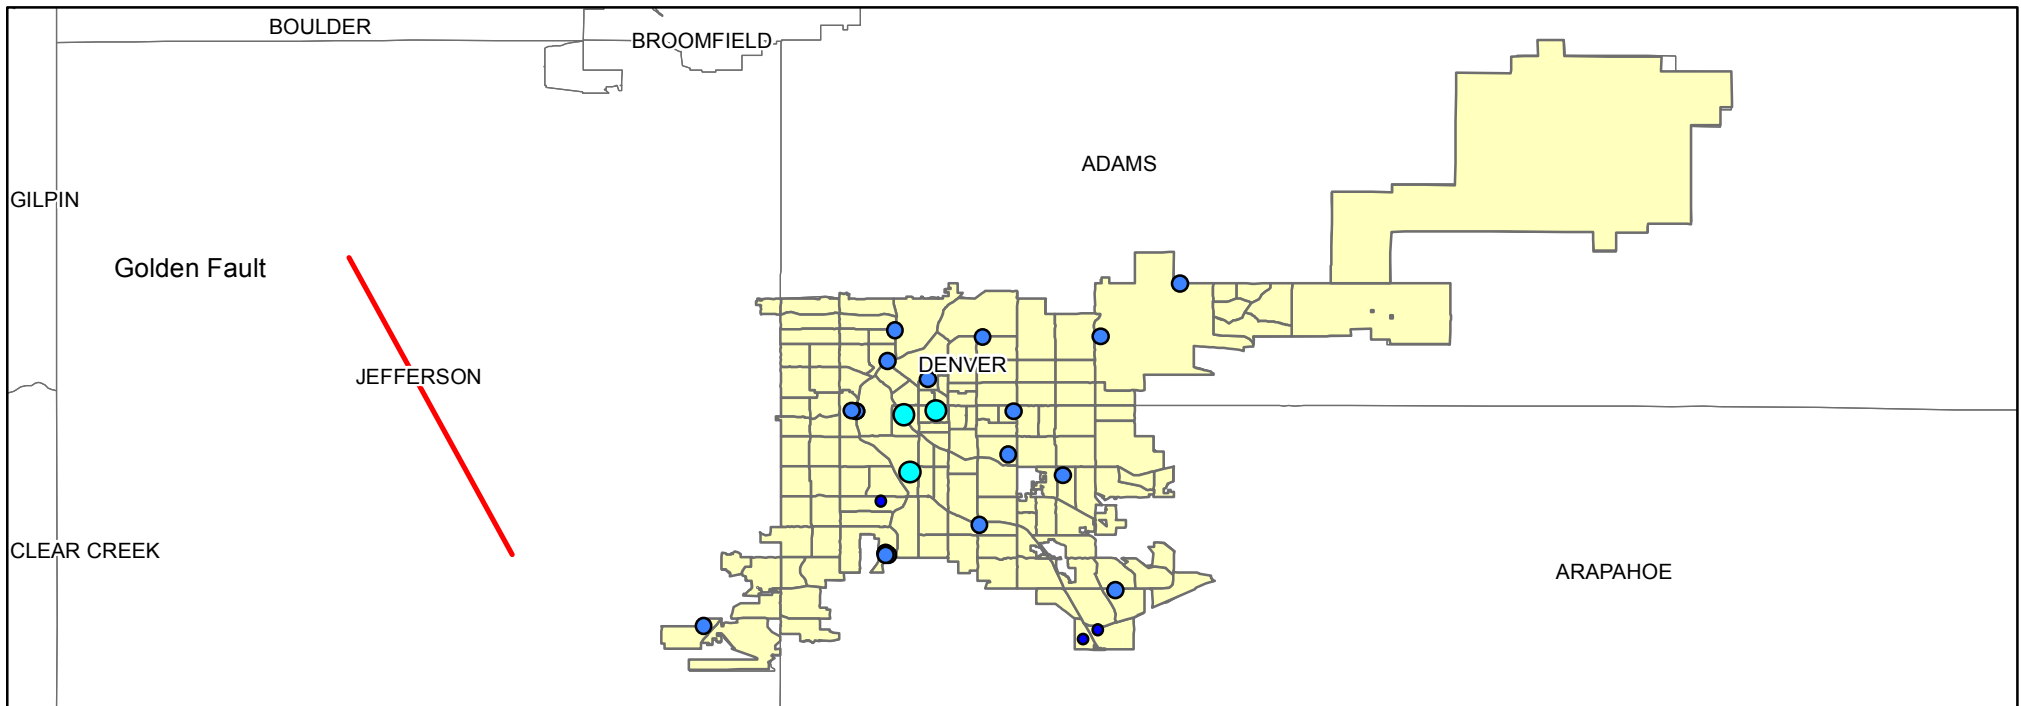 BOULDER
BROOMFIELD
ADAMS
GILPIN
Golden Fault
DENVER
JEFFERSON
CLEAR CREEK
ARAPAHOE